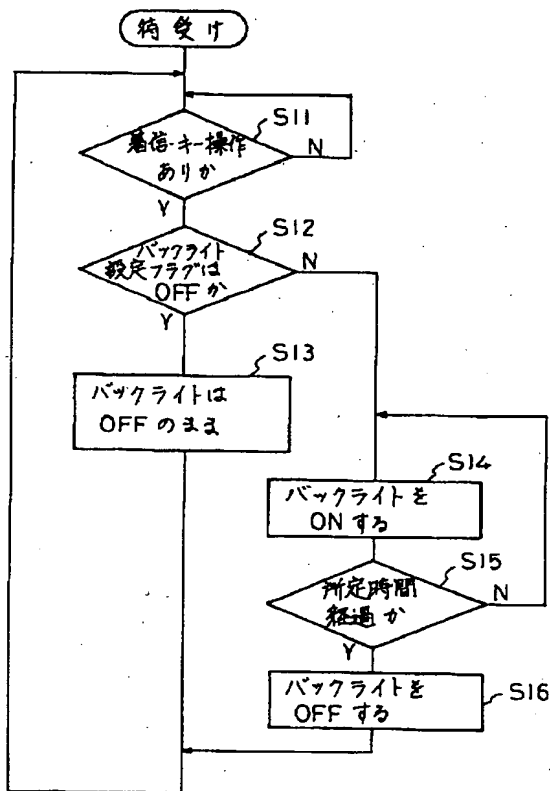 待受け
S11
着信・キー操作
ありか
N
Y
S12
バックライト
設定フラグは
OFFか
N
Y
S13
バックライトは
OFFのまま
S14
バックライトを
ONする
S15
所定時間
経過か
N
Y
バックライトを
OFFする
S16